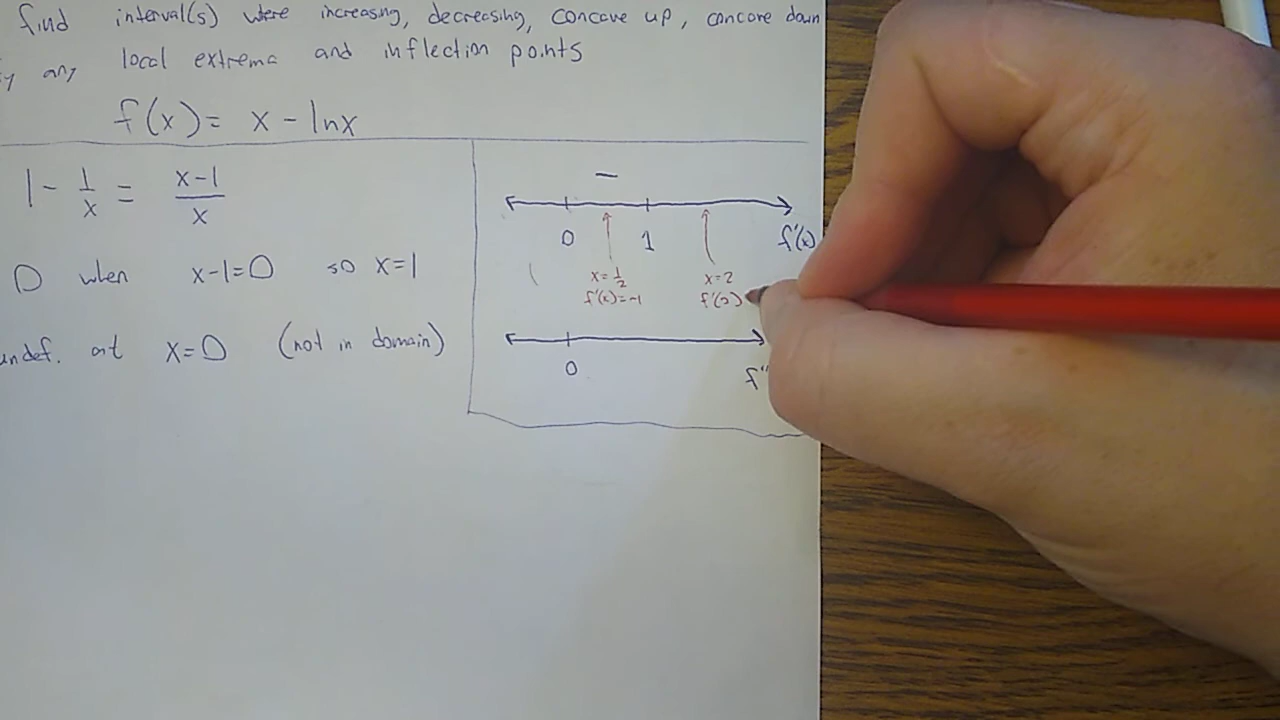 find interval(s) where increasing, decreasing, concave up, concave down
any local extrema and inflection points
f(x) = x - lnx
1 - 1/x = (x-1)/x
0 when x-1=0 so x=1
undef. at x=0 (not in domain)
−
0 1 f'(x)
x=1/2
f'(x)=-1
x=2
f'(2)
0 f"